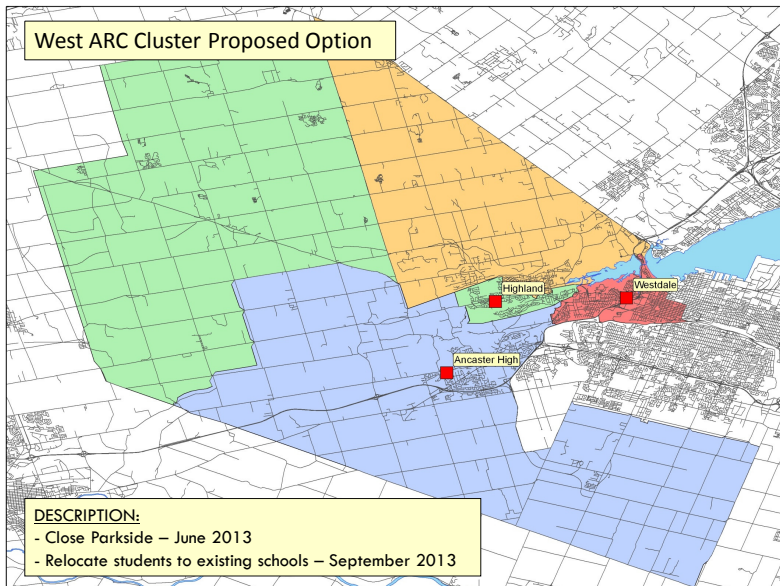 West ARC Cluster Proposed Option
Highland
Westdale
Ancaster High
DESCRIPTION:
- Close Parkside – June 2013
- Relocate students to existing schools – September 2013